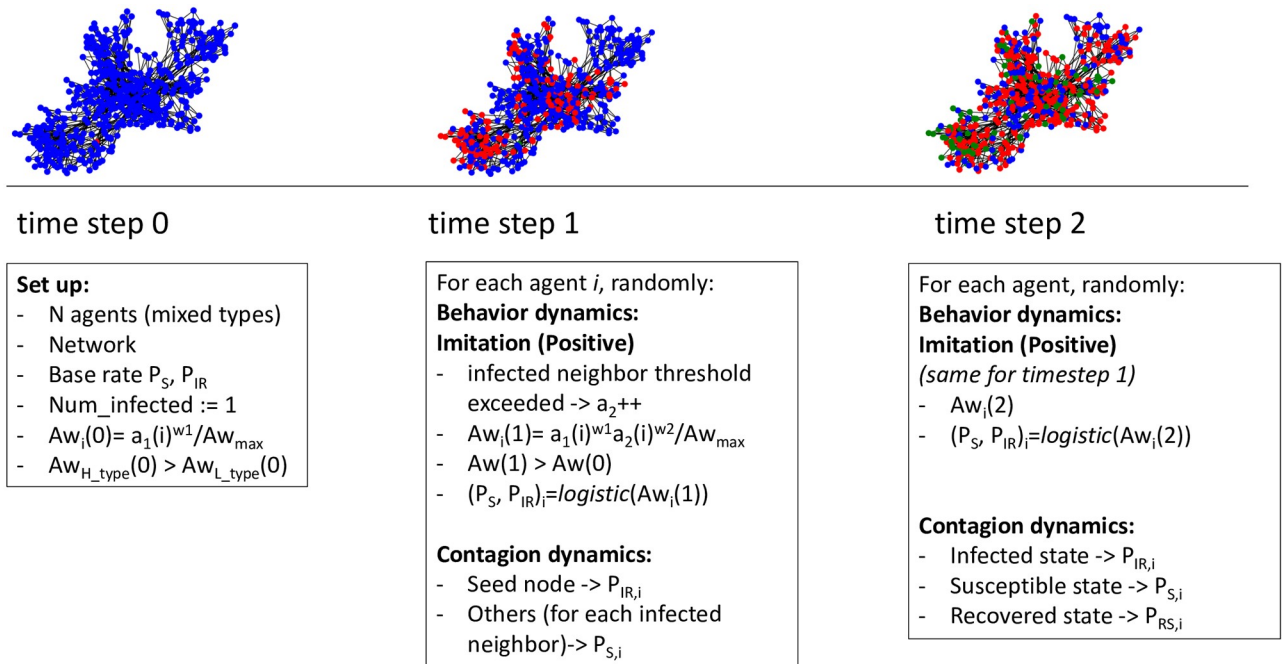 time step 0
Set up:
- N agents (mixed types)
- Network
- Base rate P_S, P_IR
- Num_infected := 1
- Aw_i(0)= a_1(i)^w1/Aw_max
- Aw_H_type(0) > Aw_L_type(0)
time step 1
For each agent i, randomly:
Behavior dynamics:
Imitation (Positive)
- infected neighbor threshold
exceeded -> a_2++
- Aw_i(1)= a_1(i)^w1a_2(i)^w2/Aw_max
- Aw(1) > Aw(0)
- (P_S, P_IR)_i=logistic(Aw_i(1))
Contagion dynamics:
- Seed node -> P_IR,i
- Others (for each infected
neighbor)-> P_S,i
time step 2
For each agent, randomly:
Behavior dynamics:
Imitation (Positive)
(same for timestep 1)
- Aw_i(2)
- (P_S, P_IR)_i=logistic(Aw_i(2))
Contagion dynamics:
- Infected state -> P_IR,i
- Susceptible state -> P_S,i
- Recovered state -> P_RS,i